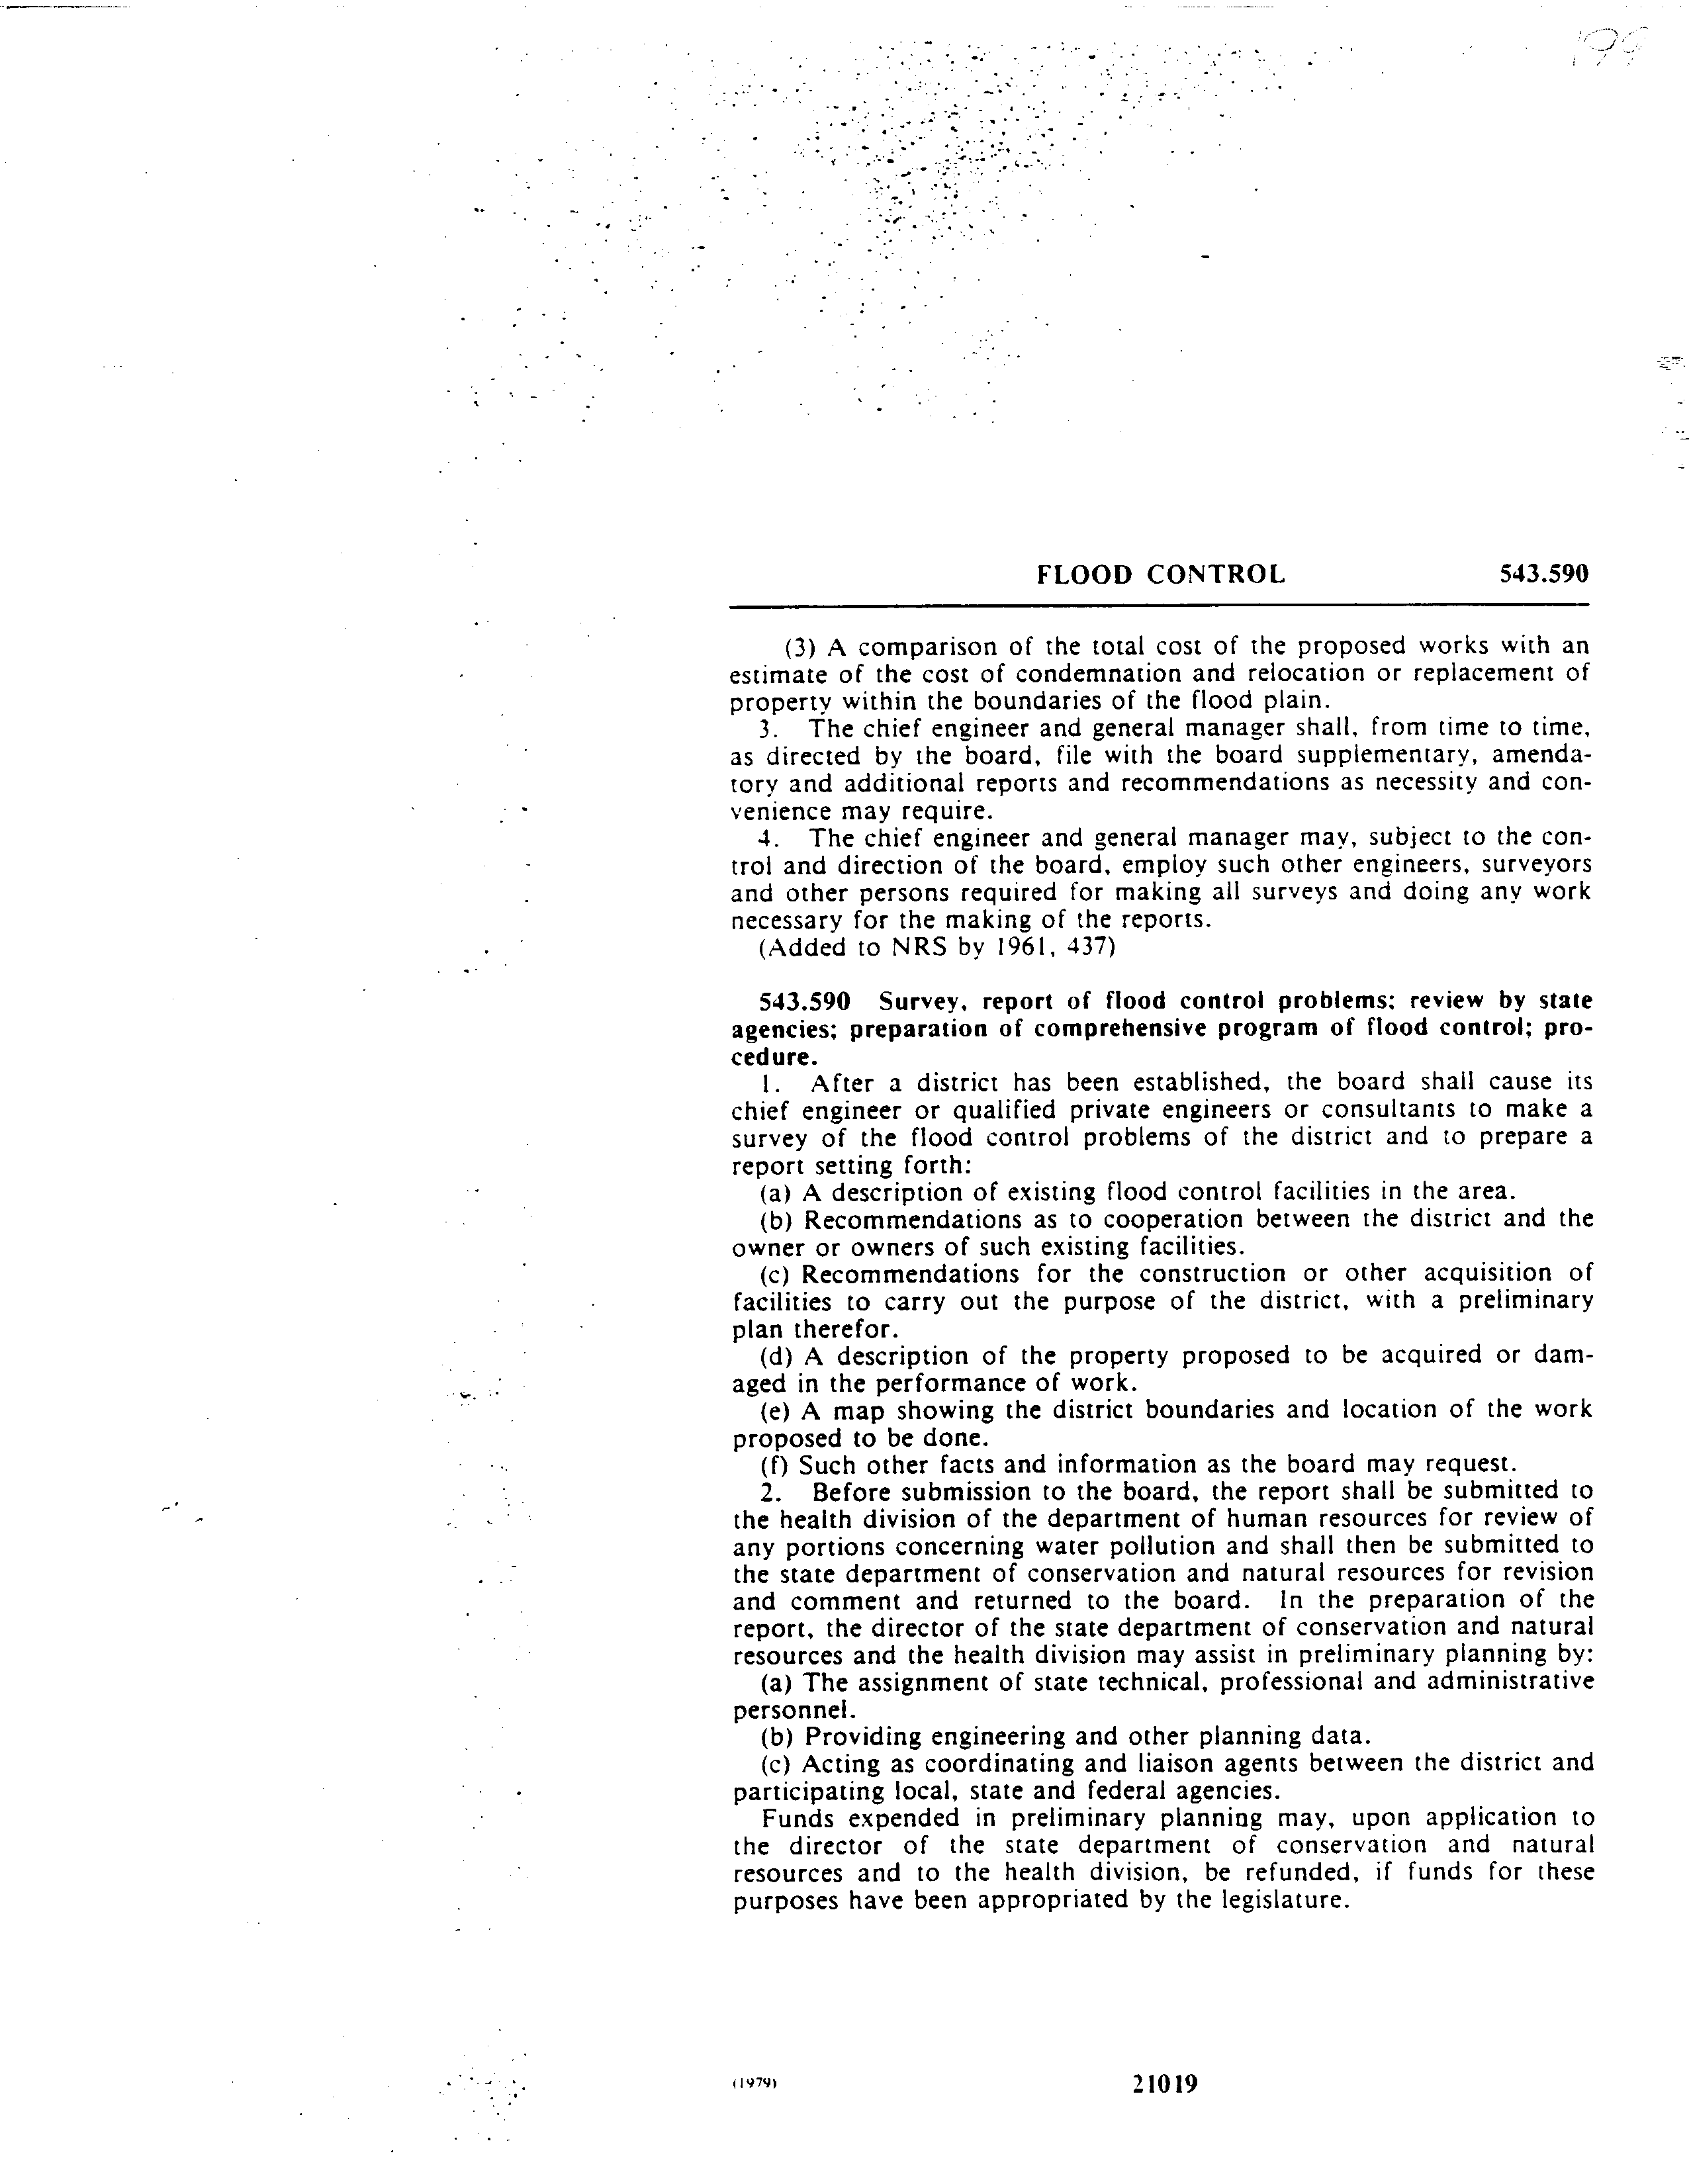 199
FLOOD CONTROL 543.590
(3) A comparison of the total cost of the proposed works with an
estimate of the cost of condemnation and relocation or replacement of
property within the boundaries of the flood plain.
3. The chief engineer and general manager shall, from time to time,
as directed by the board, file with the board supplementary, amenda-
tory and additional reports and recommendations as necessity and con-
venience may require.
4. The chief engineer and general manager may, subject to the con-
trol and direction of the board, employ such other engineers, surveyors
and other persons required for making all surveys and doing any work
necessary for the making of the reports.
(Added to NRS by 1961, 437)
543.590 Survey, report of flood control problems; review by state
agencies; preparation of comprehensive program of flood control; pro-
cedure.
1. After a district has been established, the board shall cause its
chief engineer or qualified private engineers or consultants to make a
survey of the flood control problems of the district and to prepare a
report setting forth:
(a) A description of existing flood control facilities in the area.
(b) Recommendations as to cooperation between the district and the
owner or owners of such existing facilities.
(c) Recommendations for the construction or other acquisition of
facilities to carry out the purpose of the district, with a preliminary
plan therefor.
(d) A description of the property proposed to be acquired or dam-
aged in the performance of work.
(e) A map showing the district boundaries and location of the work
proposed to be done.
(f) Such other facts and information as the board may request.
2. Before submission to the board, the report shall be submitted to
the health division of the department of human resources for review of
any portions concerning water pollution and shall then be submitted to
the state department of conservation and natural resources for revision
and comment and returned to the board. In the preparation of the
report, the director of the state department of conservation and natural
resources and the health division may assist in preliminary planning by:
(a) The assignment of state technical, professional and administrative
personnel.
(b) Providing engineering and other planning data.
(c) Acting as coordinating and liaison agents between the district and
participating local, state and federal agencies.
Funds expended in preliminary planning may, upon application to
the director of the state department of conservation and natural
resources and to the health division, be refunded, if funds for these
purposes have been appropriated by the legislature.
(1979) 21019